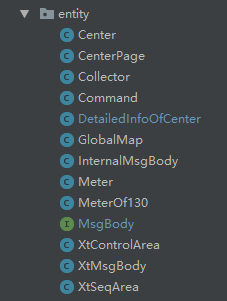 entity
C Center
C CenterPage
C Collector
C Command
C DetailedInfoOfCenter
C GlobalMap
C InternalMsgBody
C Meter
C MeterOf130
I MsgBody
C XtControlArea
C XtMsgBody
C XtSeqArea